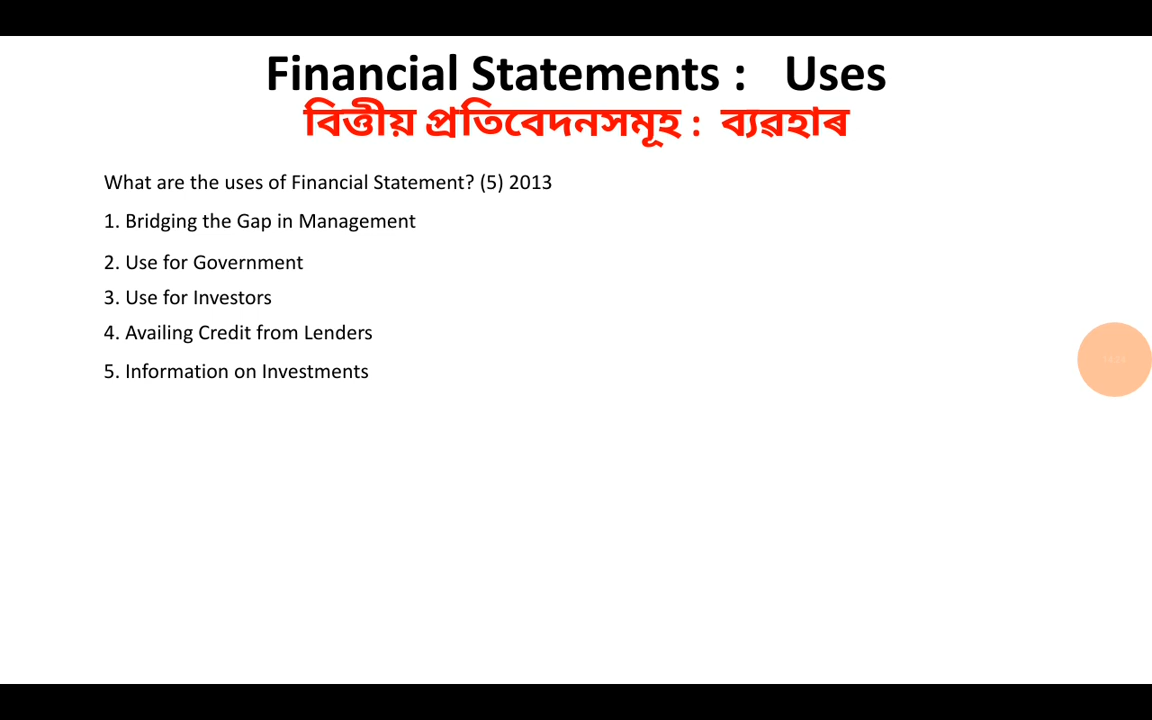 Financial Statements : Uses
বিত্তীয় প্ৰতিবেদনসমূহ : ব্যৱহাৰ
What are the uses of Financial Statement? (5) 2013
1. Bridging the Gap in Management
2. Use for Government
3. Use for Investors
4. Availing Credit from Lenders
5. Information on Investments